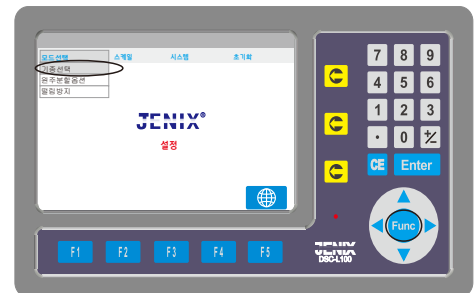 모드선택 스케일 시스템 초기화
기종선택
원주분할옵션
떨림방지
JENIX®
설정
7 8 9
4 5 6
1 2 3
· 0 +/-
CE Enter
Func
F1 F2 F3 F4 F5
JENIX
DSC-L100